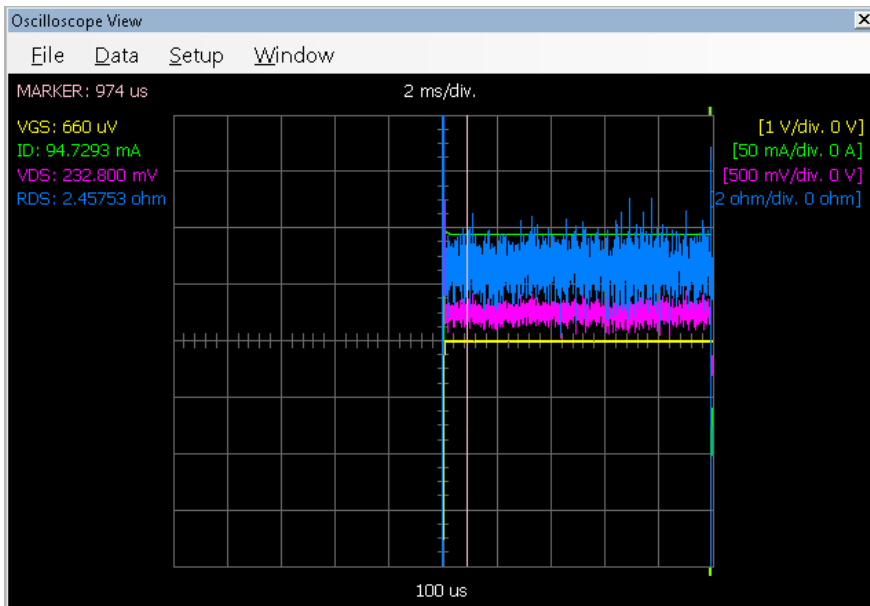 Oscilloscope View
File Data Setup Window
MARKER: 974 us
2 ms/div.
VGS: 660 uV
ID: 94.7293 mA
VDS: 232.800 mV
RDS: 2.45753 ohm
[1 V/div. 0 V]
[50 mA/div. 0 A]
[500 mV/div. 0 V]
2 ohm/div. 0 ohm]
100 us